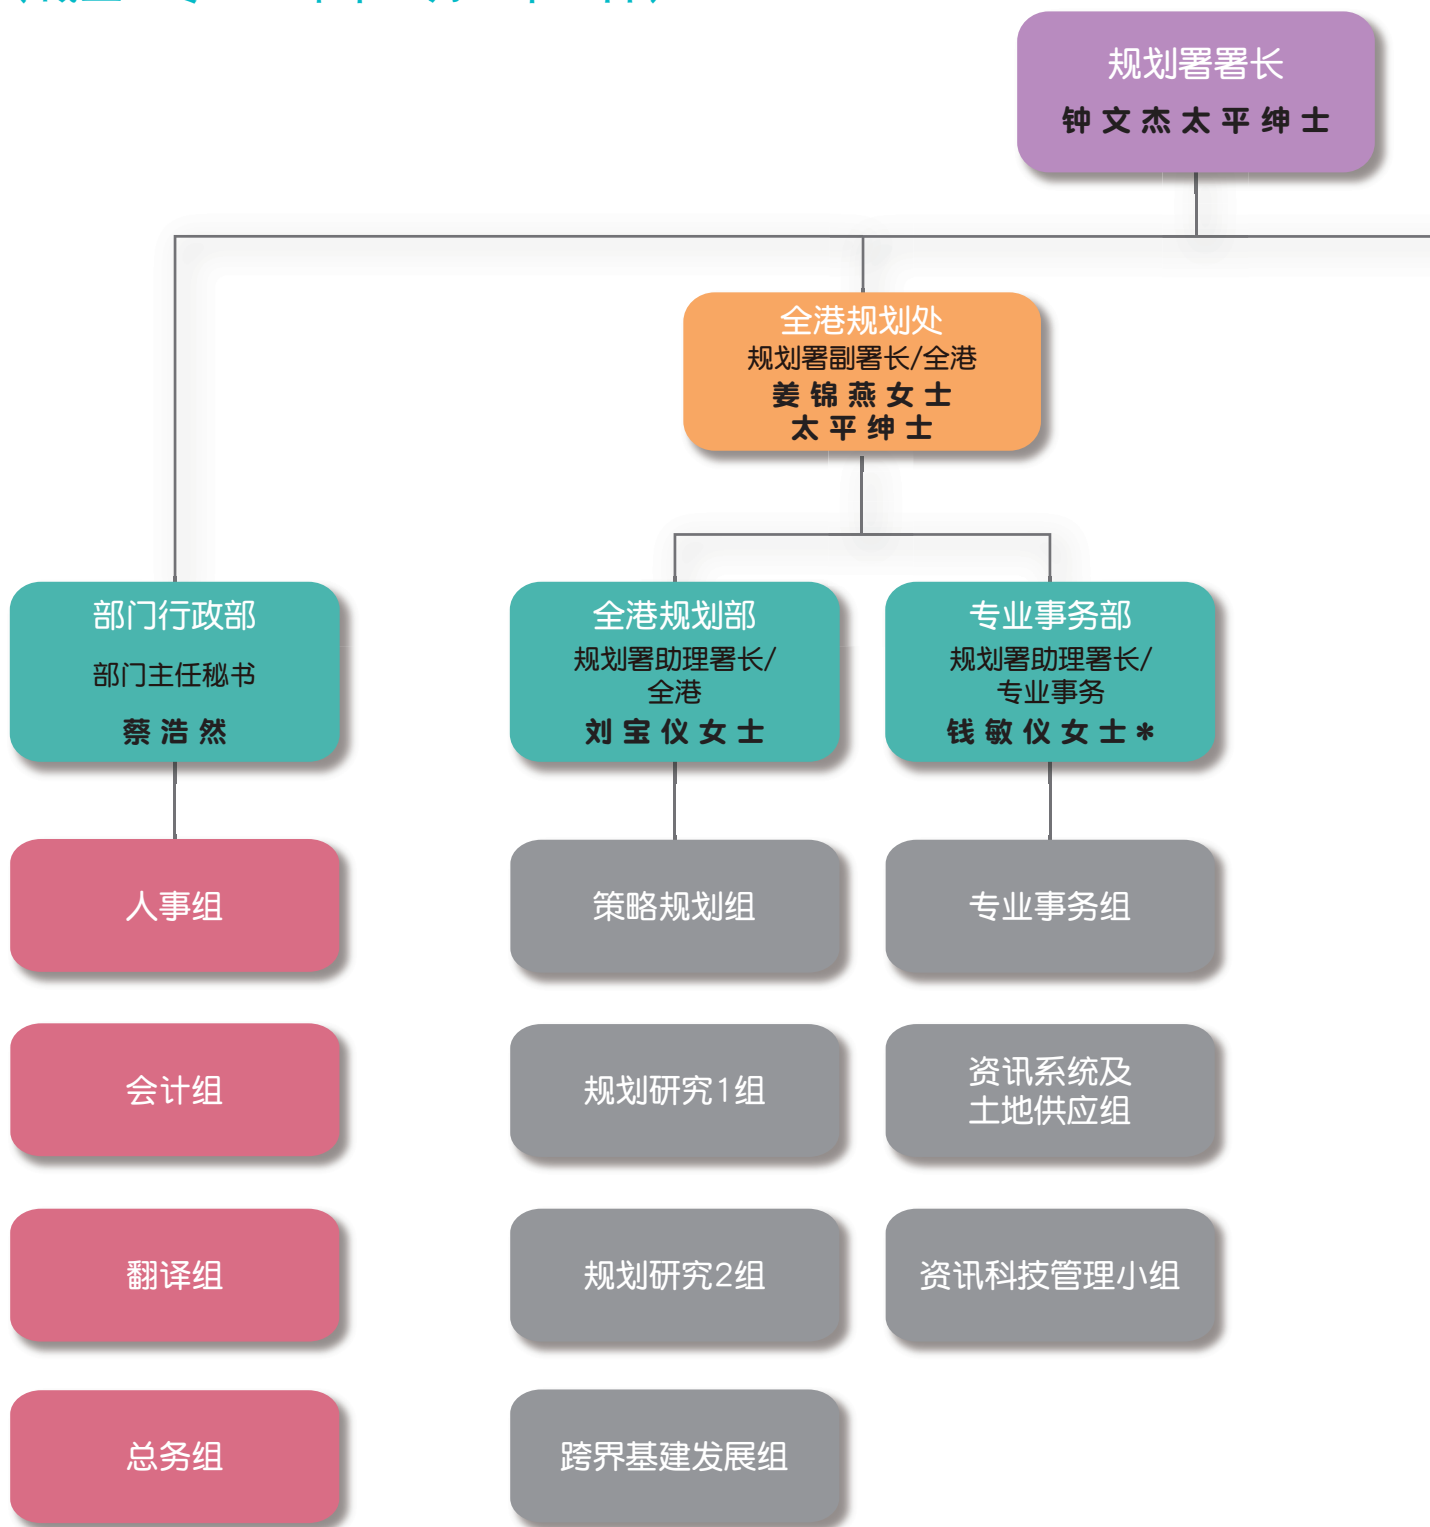 规划署署长
钟文杰太平绅士
全港规划处
规划署副署长/全港
姜锦燕女士
太平绅士
部门行政部
部门主任秘书
蔡浩然
全港规划部
规划署助理署长/
全港
刘宝仪女士
专业事务部
规划署助理署长/
专业事务
钱敏仪女士*
人事组
策略规划组
专业事务组
会计组
规划研究1组
资讯系统及
土地供应组
翻译组
规划研究2组
资讯科技管理小组
总务组
跨界基建发展组